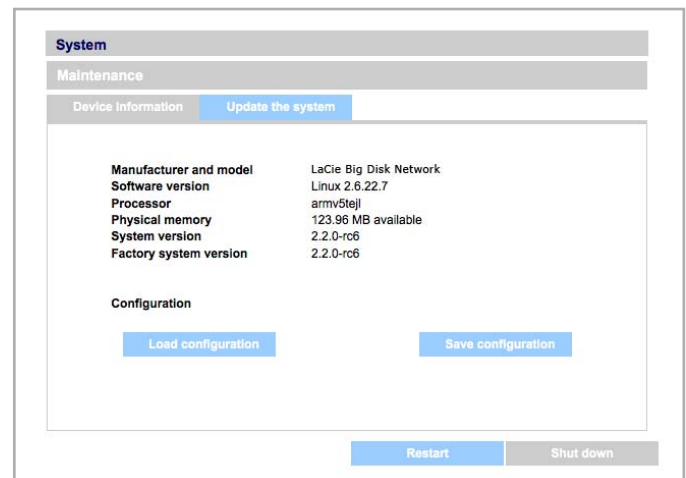 System
Maintenance
Device Information Update the system
Manufacturer and model LaCie Big Disk Network
Software version Linux 2.6.22.7
Processor armv5tejl
Physical memory 123.96 MB available
System version 2.2.0-rc6
Factory system version 2.2.0-rc6
Configuration
Load configuration Save configuration
Restart Shut down